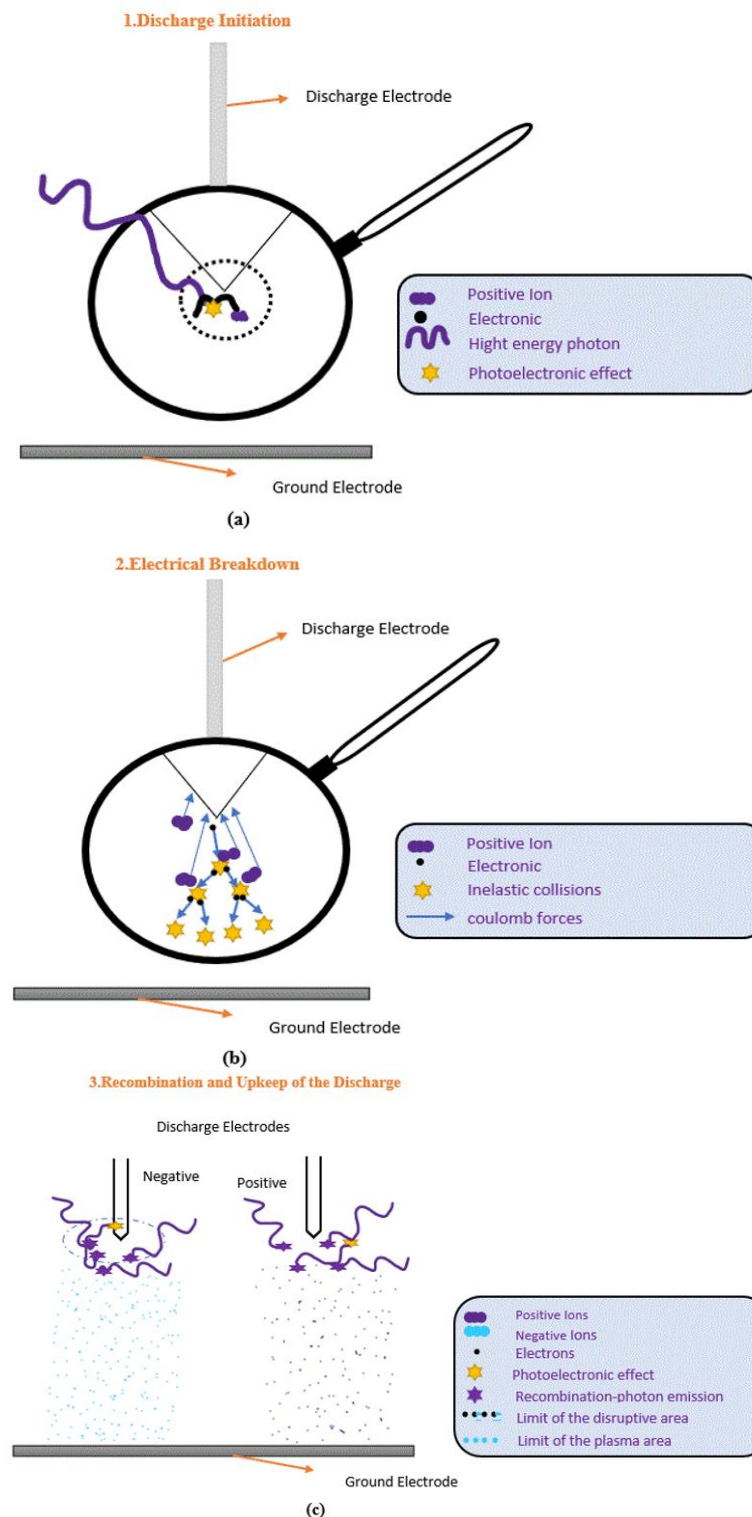 1.Discharge Initiation
Discharge Electrode
Positive Ion
Electronic
Hight energy photon
Photoelectronic effect
Ground Electrode
(a)
2.Electrical Breakdown
Discharge Electrode
Positive Ion
Electronic
Inelastic collisions
coulomb forces
Ground Electrode
(b)
3.Recombination and Upkeep of the Discharge
Discharge Electrodes
Negative
Positive
Positive Ions
Negative Ions
Electrons
Photoelectronic effect
Recombination-photon emission
Limit of the disruptive area
Limit of the plasma area
Ground Electrode
(c)